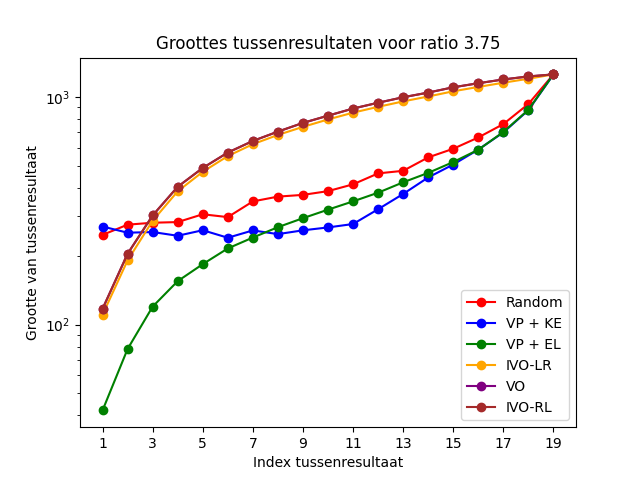 Groottes tussenresultaten voor ratio 3.75
Grootte van tussenresultaat
10³
10²
1 3 5 7 9 11 13 15 17 19
Index tussenresultaat
Random
VP + KE
VP + EL
IVO-LR
VO
IVO-RL